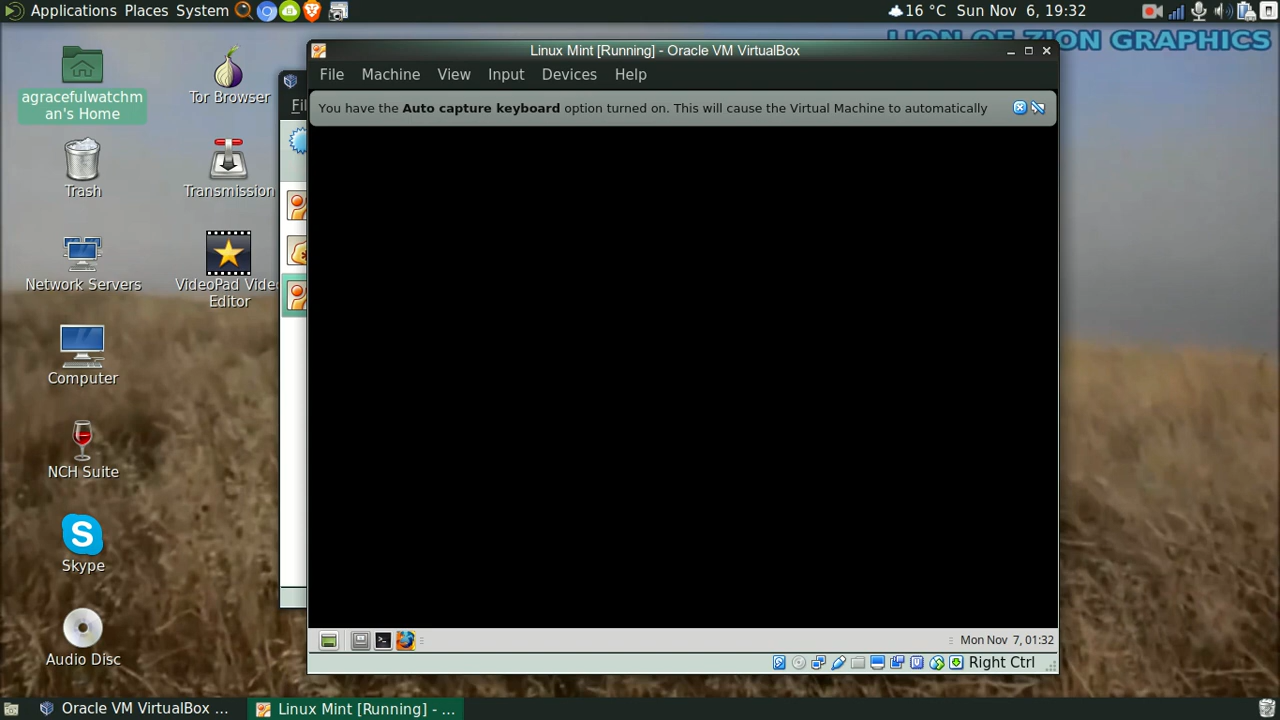 Applications Places System
16 °C Sun Nov 6, 19:32
LION OF ZION GRAPHICS
agracefulwatchm
an's Home
Tor Browser
Trash
Transmission
Network Servers
VideoPad Vide
Editor
Computer
NCH Suite
Skype
Audio Disc
Linux Mint [Running] - Oracle VM VirtualBox
File Machine View Input Devices Help
You have the Auto capture keyboard option turned on. This will cause the Virtual Machine to automatically
Mon Nov 7, 01:32
Right Ctrl
Oracle VM VirtualBox ...
Linux Mint [Running] - ...